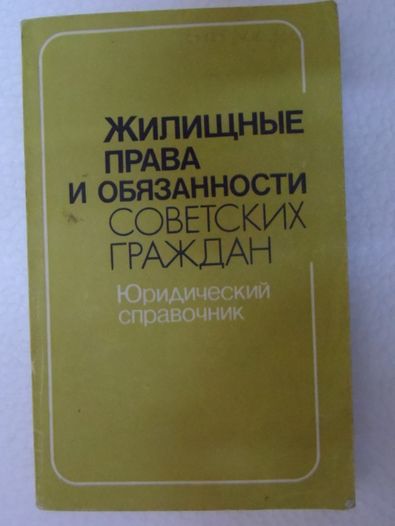 ЖИЛИЩНЫЕ
ПРАВА
И ОБЯЗАННОСТИ
СОВЕТСКИХ
ГРАЖДАН
Юридический
справочник